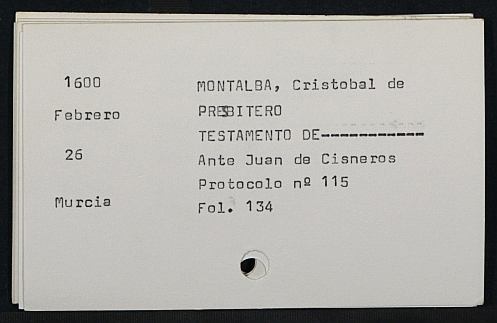 1600
MONTALBA, Cristobal de
Febrero
PRESBITERO
TESTAMENTO DE-----------
26
Ante Juan de Cisneros
Protocolo nº 115
Murcia
Fol. 134